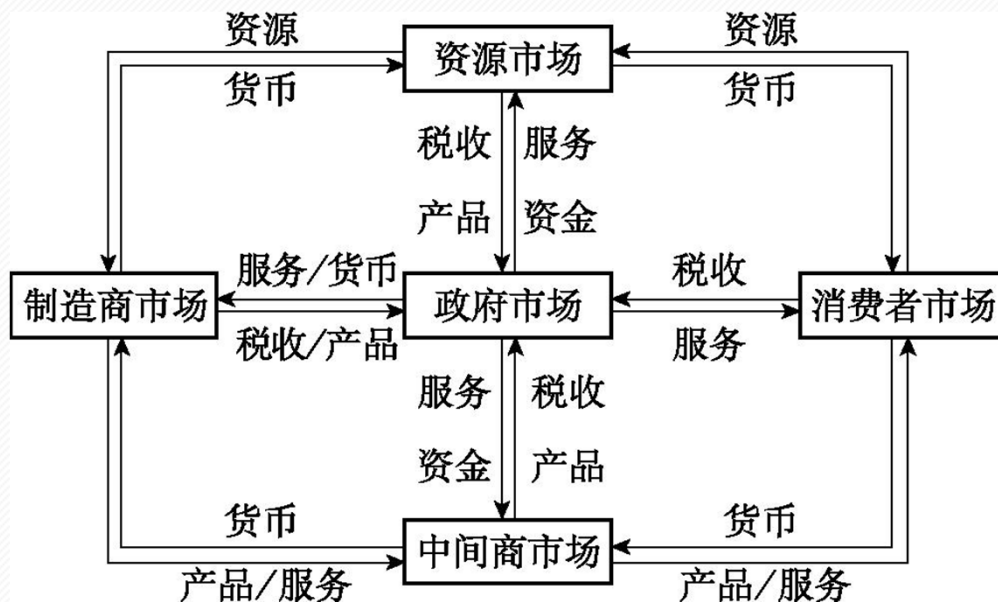 资源
资源市场
资源
货币
货币
税收
服务
产品
资金
服务/货币
税收
制造商市场
政府市场
消费者市场
税收/产品
服务
服务
税收
资金
产品
货币
货币
中间商市场
产品/服务
产品/服务